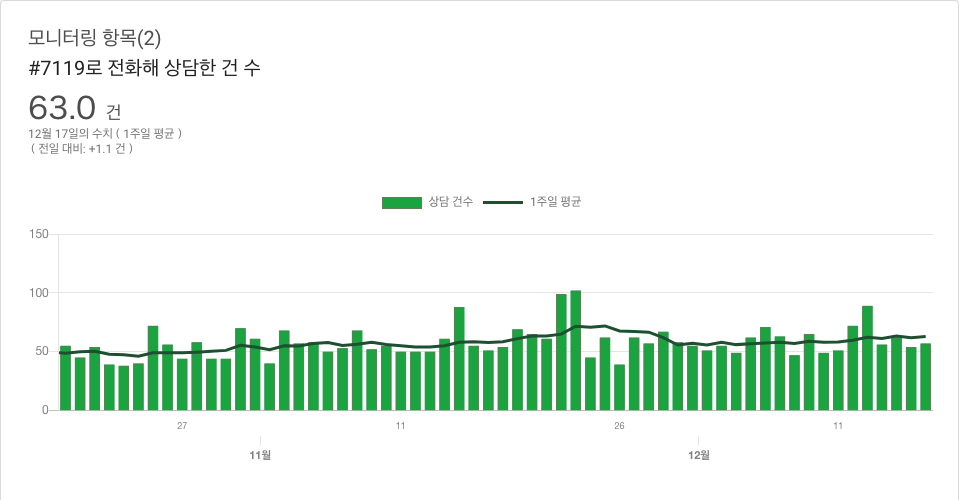 모니터링 항목(2)
#7119로 전화해 상담한 건 수
63.0 건
12월 17일의 수치 ( 1주일 평균 )
( 전일 대비: +1.1 건 )
상담 건수 1주일 평균
150
100
50
0
27 11 26 11
11월 12월